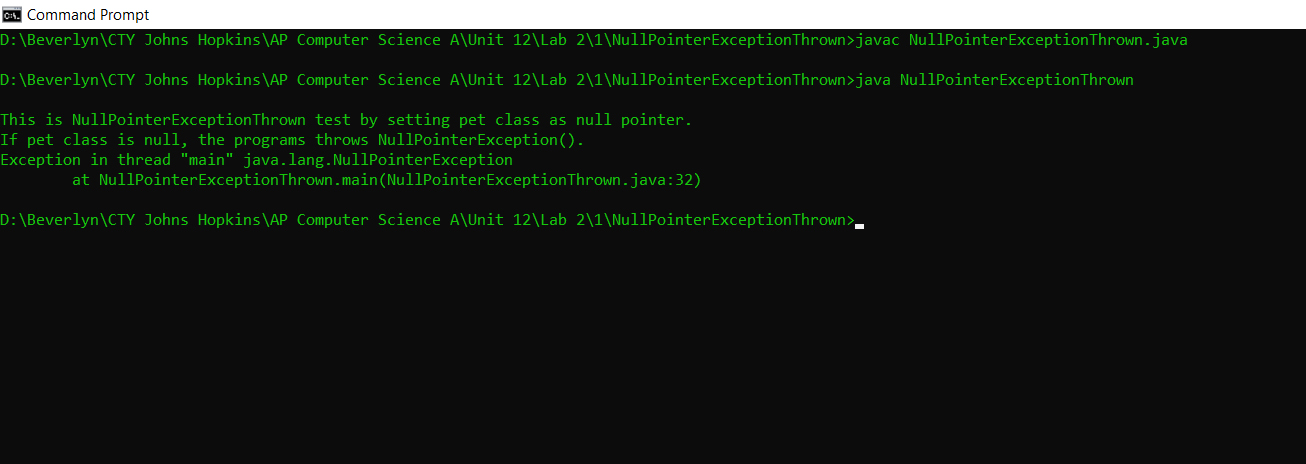 Command Prompt
D:\Beverlyn\CTY Johns Hopkins\AP Computer Science A\Unit 12\Lab 2\1\NullPointerExceptionThrown>javac NullPointerExceptionThrown.java
D:\Beverlyn\CTY Johns Hopkins\AP Computer Science A\Unit 12\Lab 2\1\NullPointerExceptionThrown>java NullPointerExceptionThrown
This is NullPointerExceptionThrown test by setting pet class as null pointer.
If pet class is null, the programs throws NullPointerException().
Exception in thread "main" java.lang.NullPointerException
at NullPointerExceptionThrown.main(NullPointerExceptionThrown.java:32)
D:\Beverlyn\CTY Johns Hopkins\AP Computer Science A\Unit 12\Lab 2\1\NullPointerExceptionThrown>